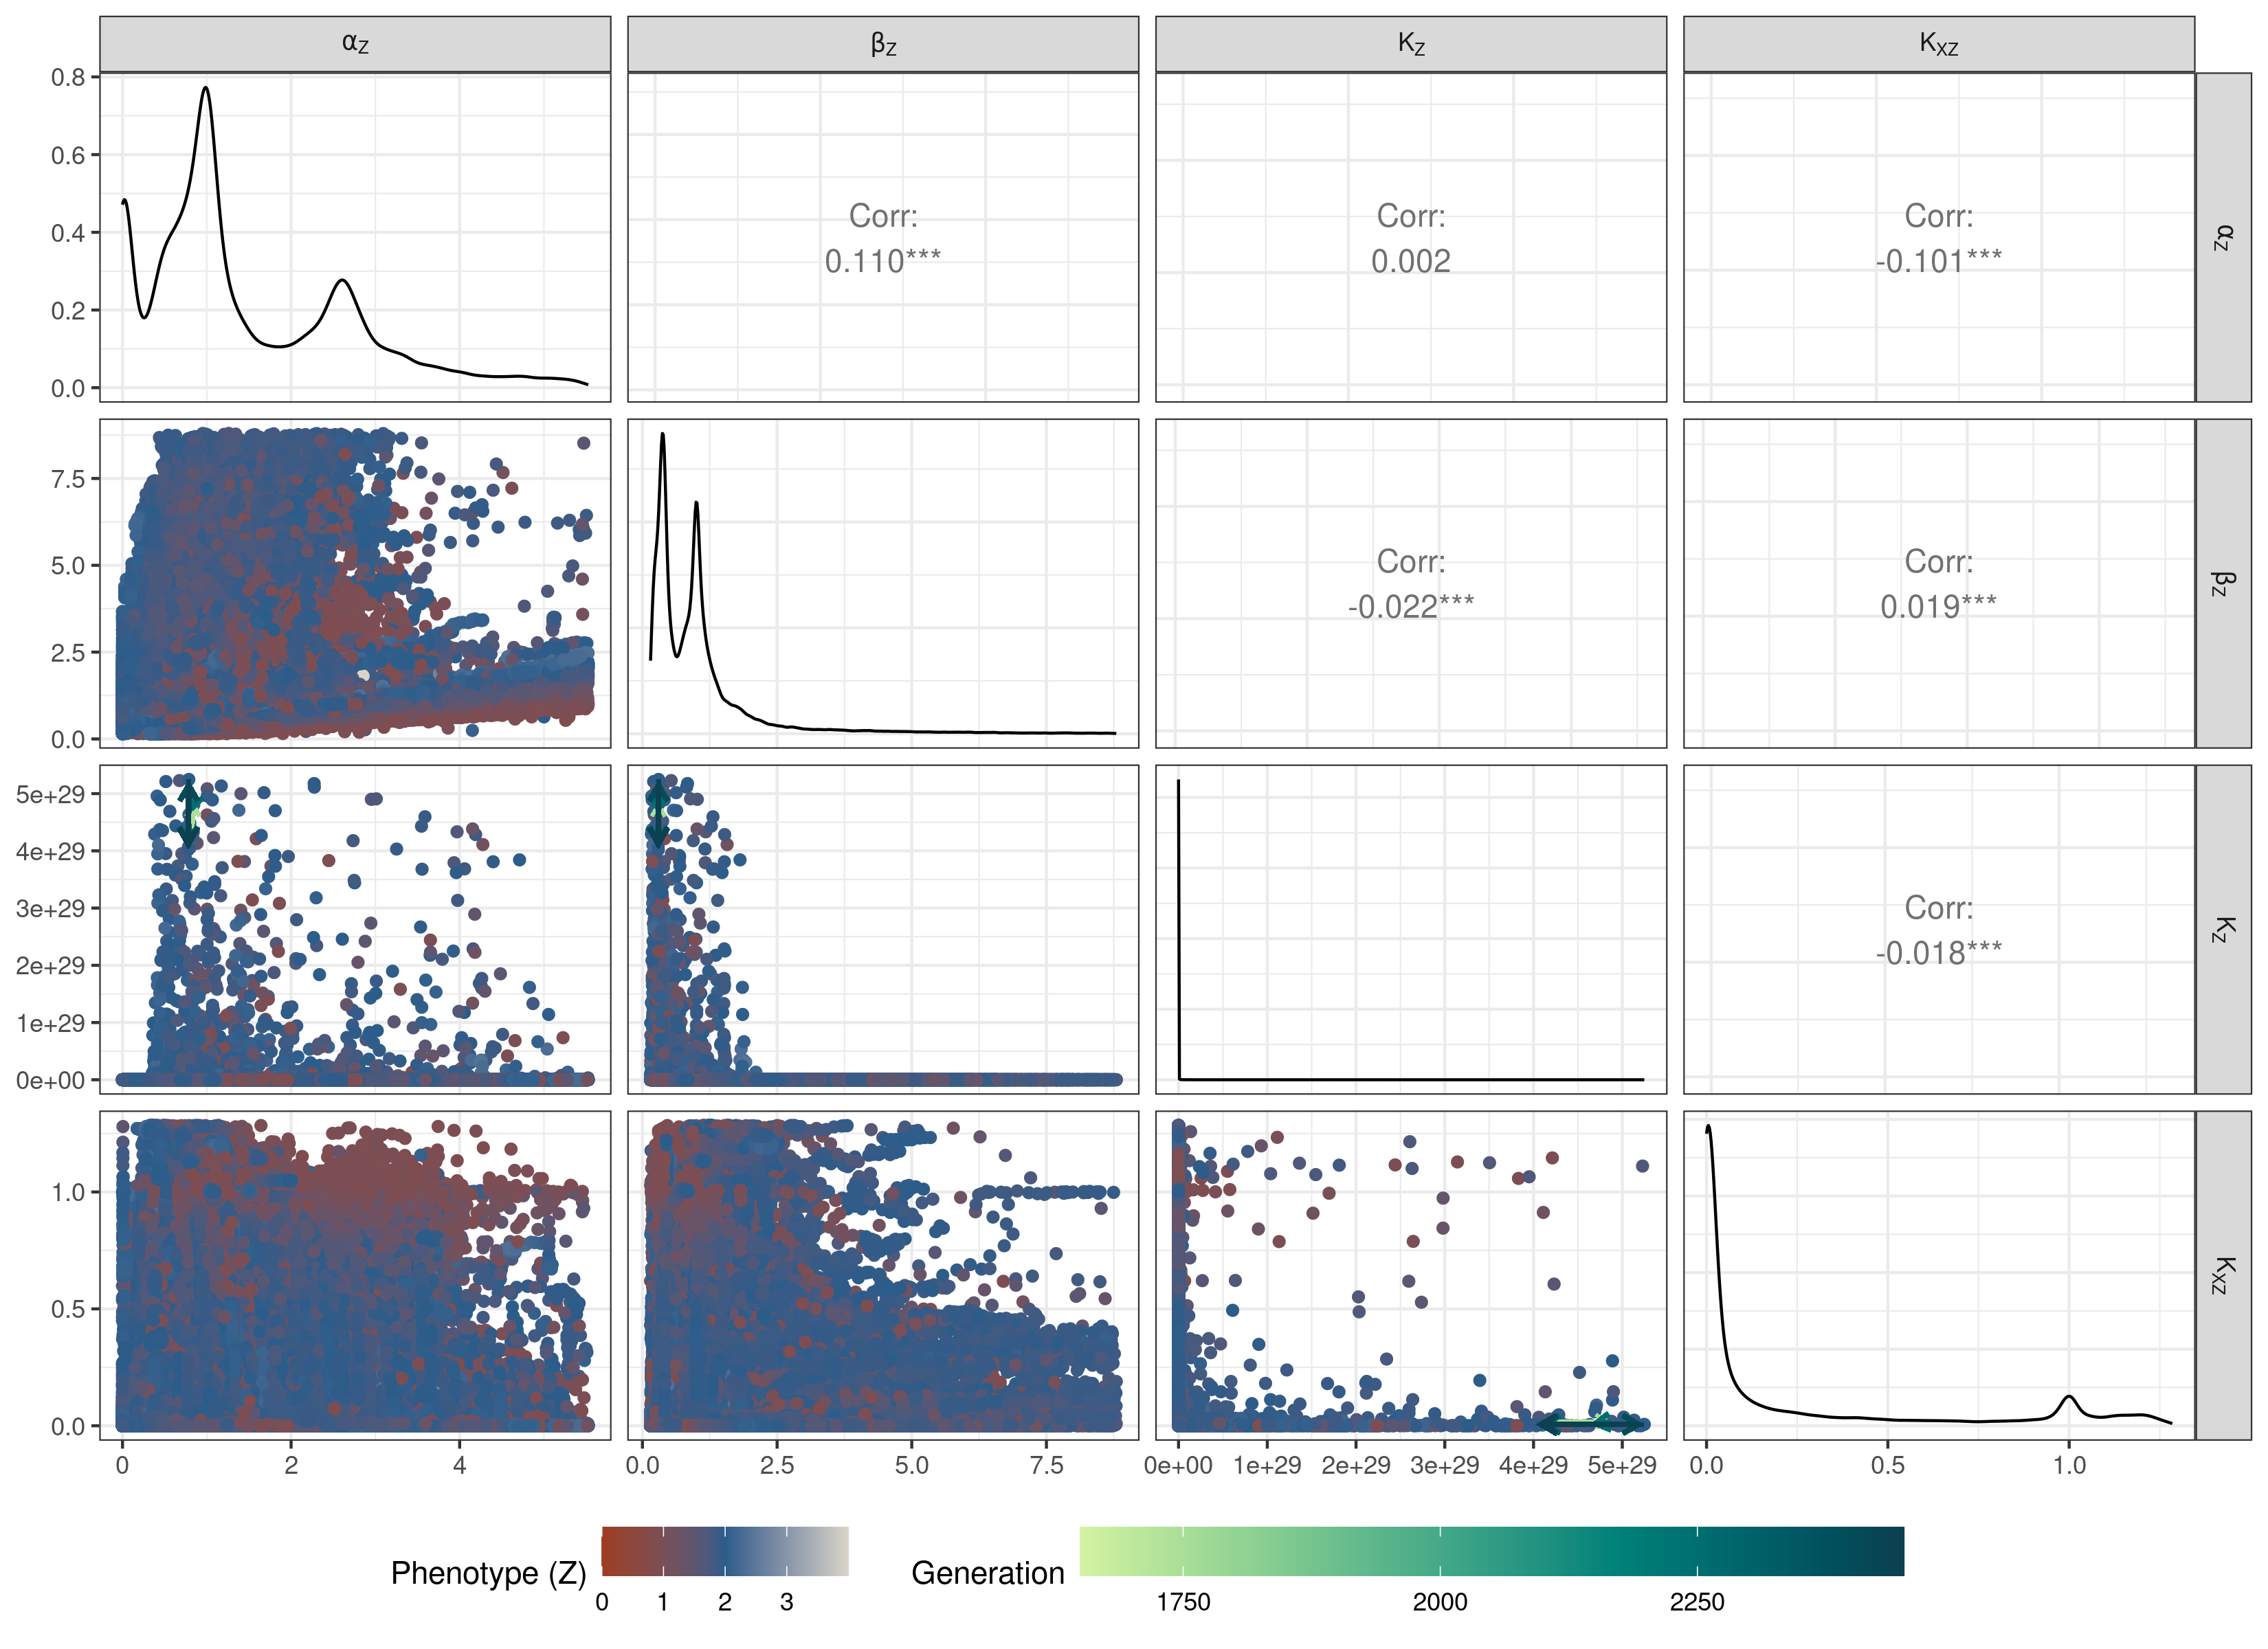 αZ βZ KZ KXZ
0.8
0.6
0.4
0.2
0.0
Corr:
0.110***
Corr:
0.002
Corr:
-0.101***
αZ
7.5
5.0
2.5
0.0
Corr:
-0.022***
Corr:
0.019***
βZ
5e+29
4e+29
3e+29
2e+29
1e+29
0e+00
Corr:
-0.018***
KZ
1.0
0.5
0.0
KXZ
0 2 4
0.0 2.5 5.0 7.5
0e+00 1e+29 2e+29 3e+29 4e+29 5e+29
0.0 0.5 1.0
Phenotype (Z)
0 1 2 3
Generation
1750 2000 2250